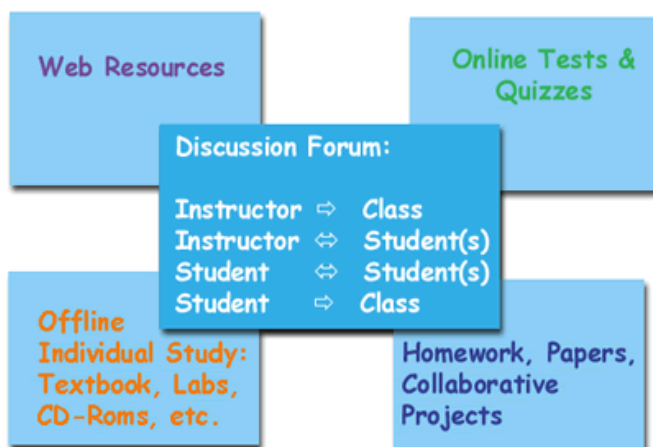 Web Resources
Online Tests &
Quizzes
Discussion Forum:
Instructor ⇨ Class
Instructor ⬄ Student(s)
Student ⬄ Student(s)
Student ⇨ Class
Offline
Individual Study:
Textbook, Labs,
CD-Roms, etc.
Homework, Papers,
Collaborative
Projects